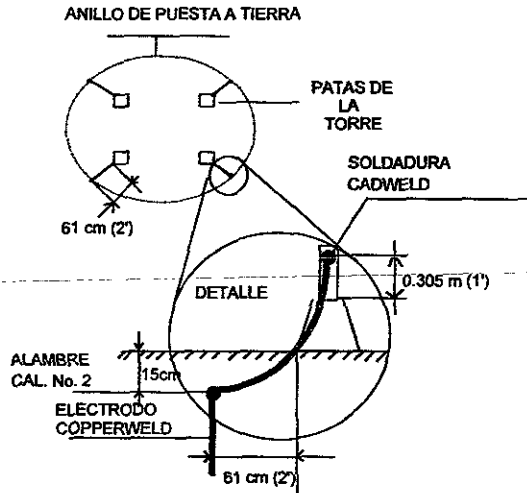 ANILLO DE PUESTA A TIERRA
PATAS DE
LA
TORRE
SOLDADURA
CADWELD
61 cm (2')
0.305 m (1')
DETALLE
ALAMBRE
CAL. No. 2
15cm
ELECTRODO
COPPERWELD
61 cm (2')